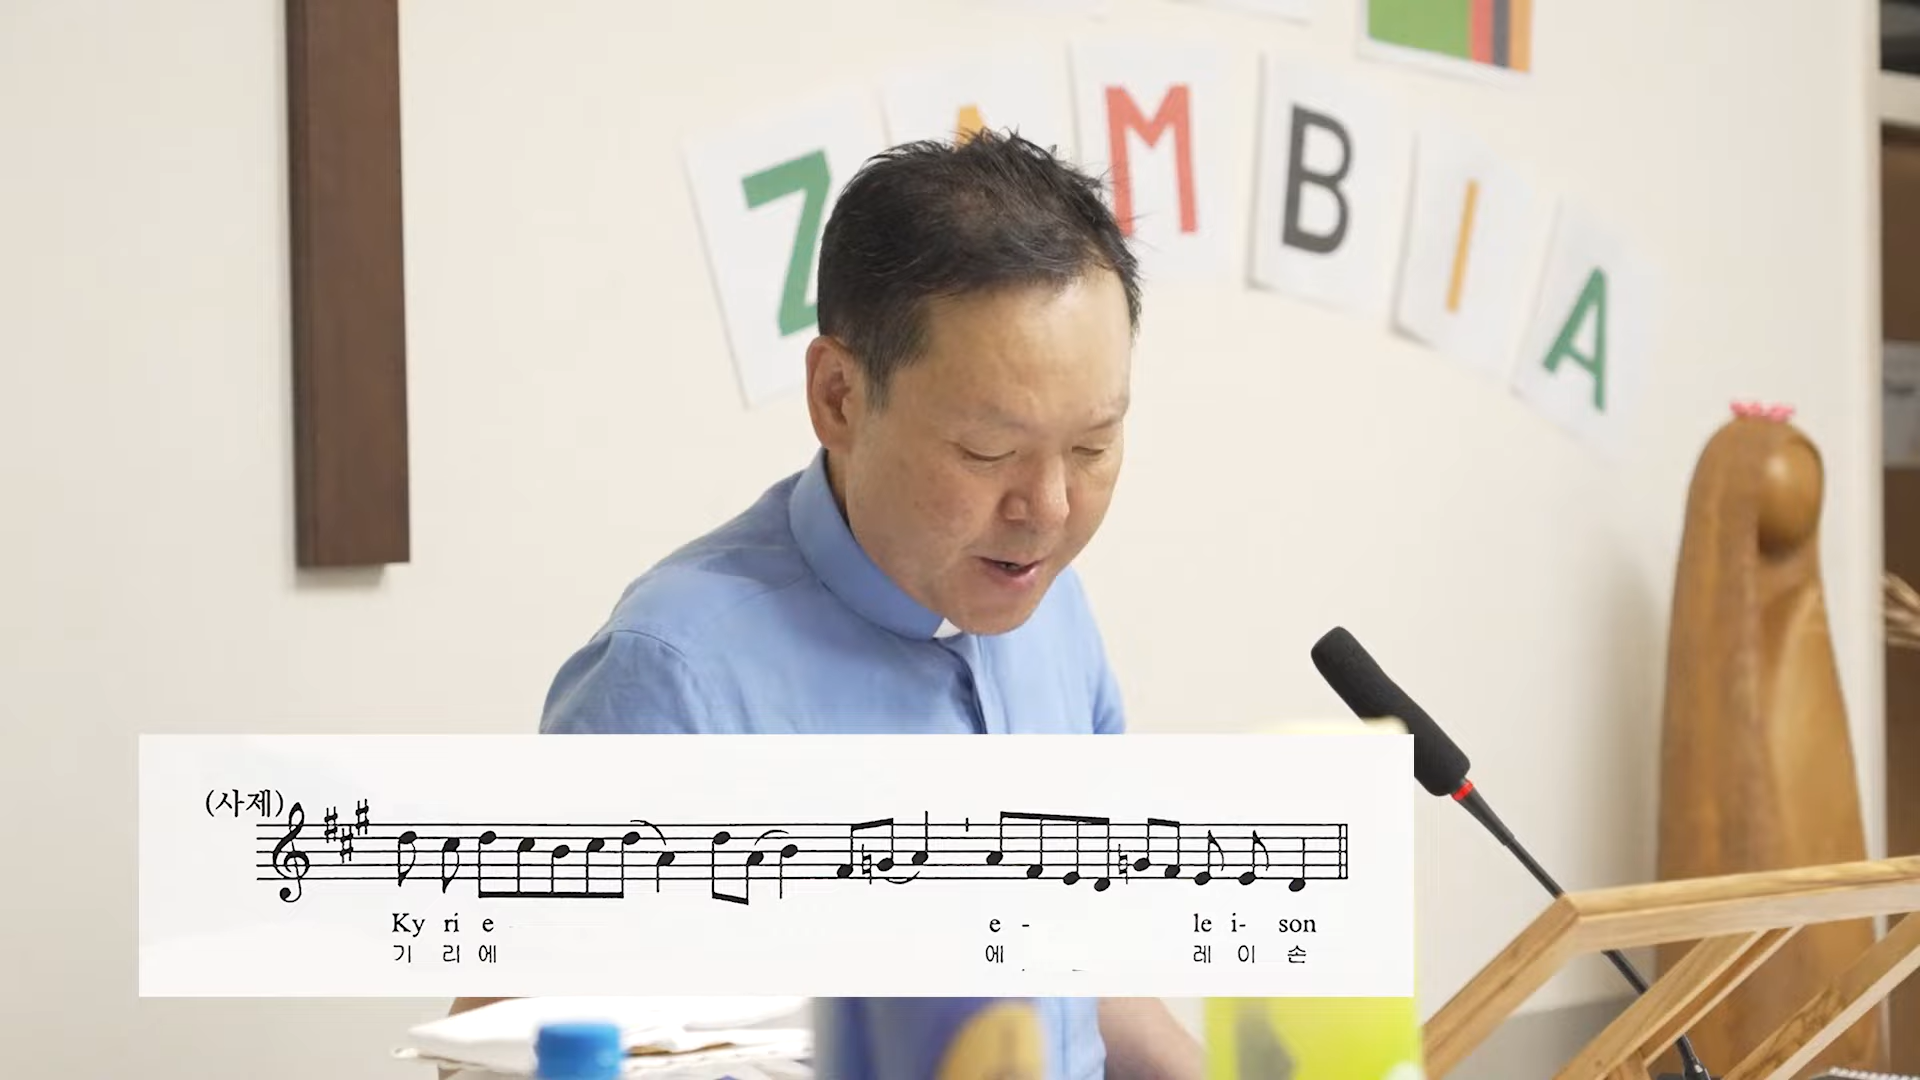 ZAMBIA
(사제)
Ky ri e e - le i- son
기 리 에 에 레 이 손